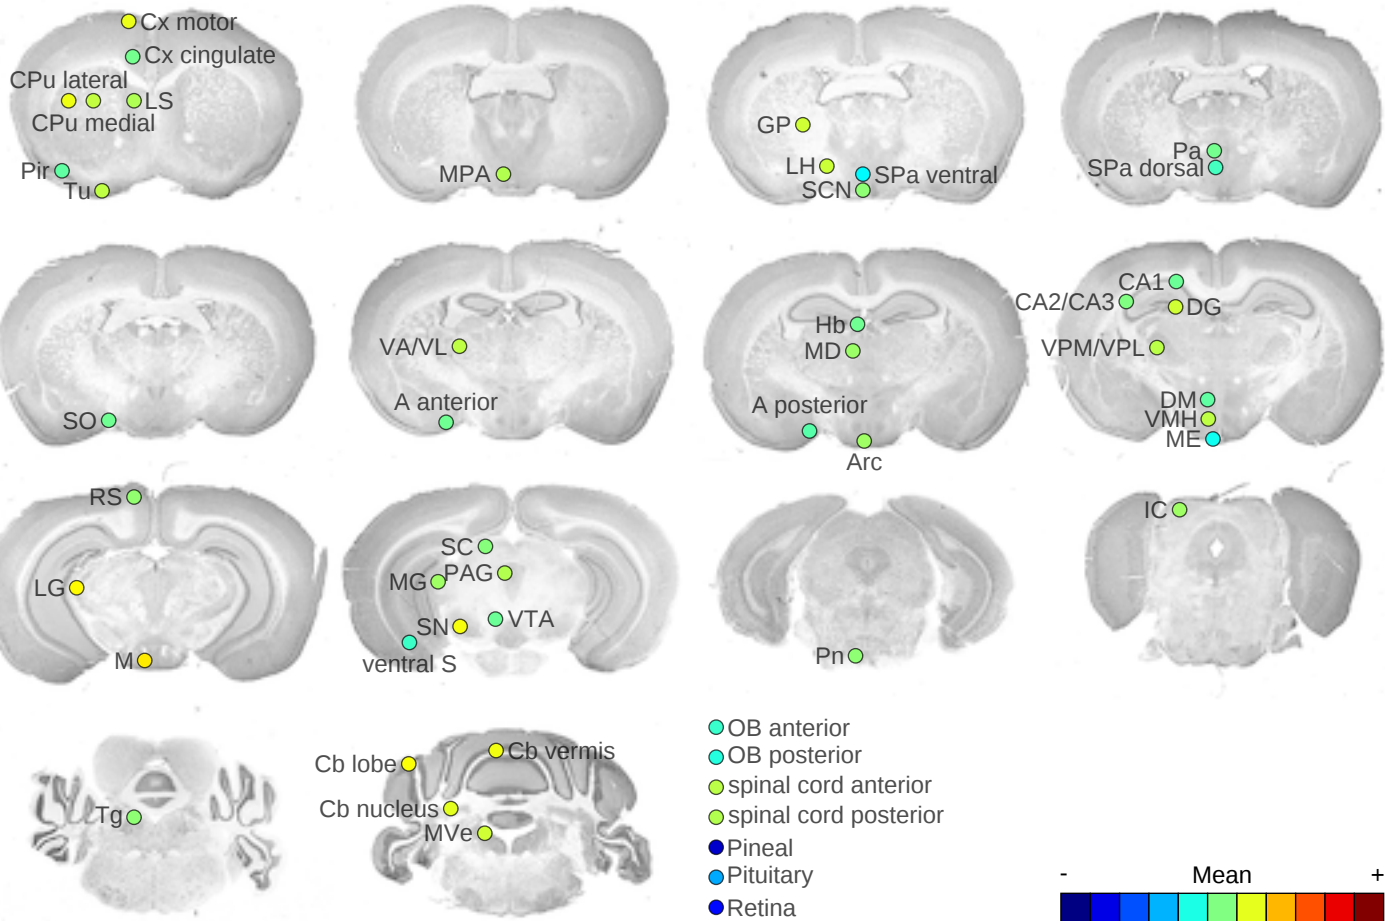 Cx motor
Cx cingulate
CPu lateral
LS
CPu medial
Pir
Tu
MPA
GP
LH
SPa ventral
SCN
Pa
SPa dorsal
SO
VA/VL
A anterior
Hb
MD
A posterior
Arc
CA1
CA2/CA3
DG
VPM/VPL
DM
VMH
ME
RS
LG
M
SC
MG
PAG
SN
VTA
ventral S
Pn
IC
Tg
Cb lobe
Cb vermis
Cb nucleus
MVe
OB anterior
OB posterior
spinal cord anterior
spinal cord posterior
Pineal
Pituitary
Retina
- Mean +